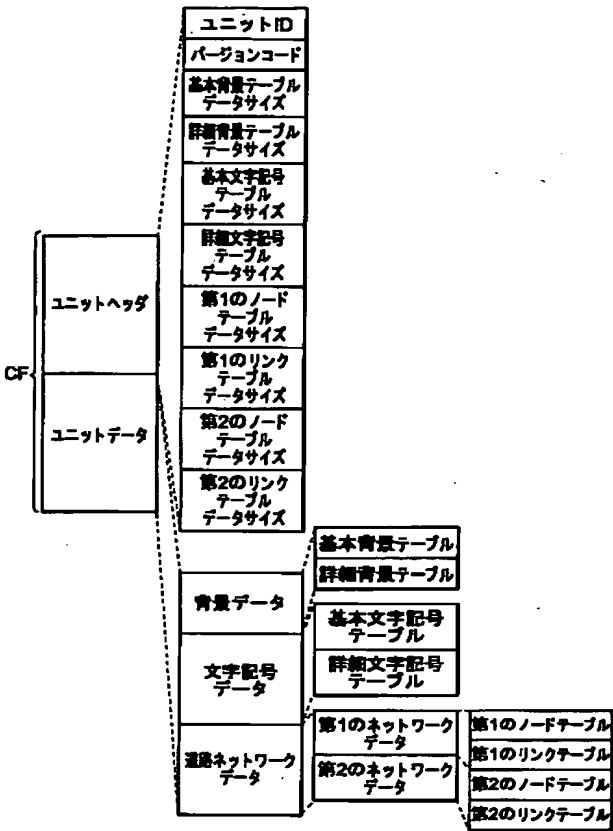 ユニットID
バージョンコード
基本背景テーブル
データサイズ
詳細背景テーブル
データサイズ
基本文字記号
テーブル
データサイズ
詳細文字記号
テーブル
データサイズ
第1のノード
テーブル
データサイズ
第1のリンク
テーブル
データサイズ
第2のノード
テーブル
データサイズ
第2のリンク
テーブル
データサイズ
CF
ユニットヘッダ
ユニットデータ
背景データ
文字記号
データ
道路ネットワーク
データ
基本背景テーブル
詳細背景テーブル
基本文字記号
テーブル
詳細文字記号
テーブル
第1のネットワーク
データ
第2のネットワーク
データ
第1のノードテーブル
第1のリンクテーブル
第2のノードテーブル
第2のリンクテーブル